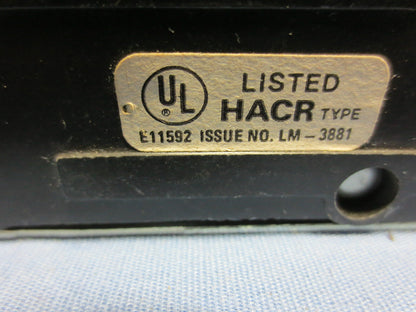 UL LISTED
® HACR TYPE
E11592 ISSUE NO. LM-3881